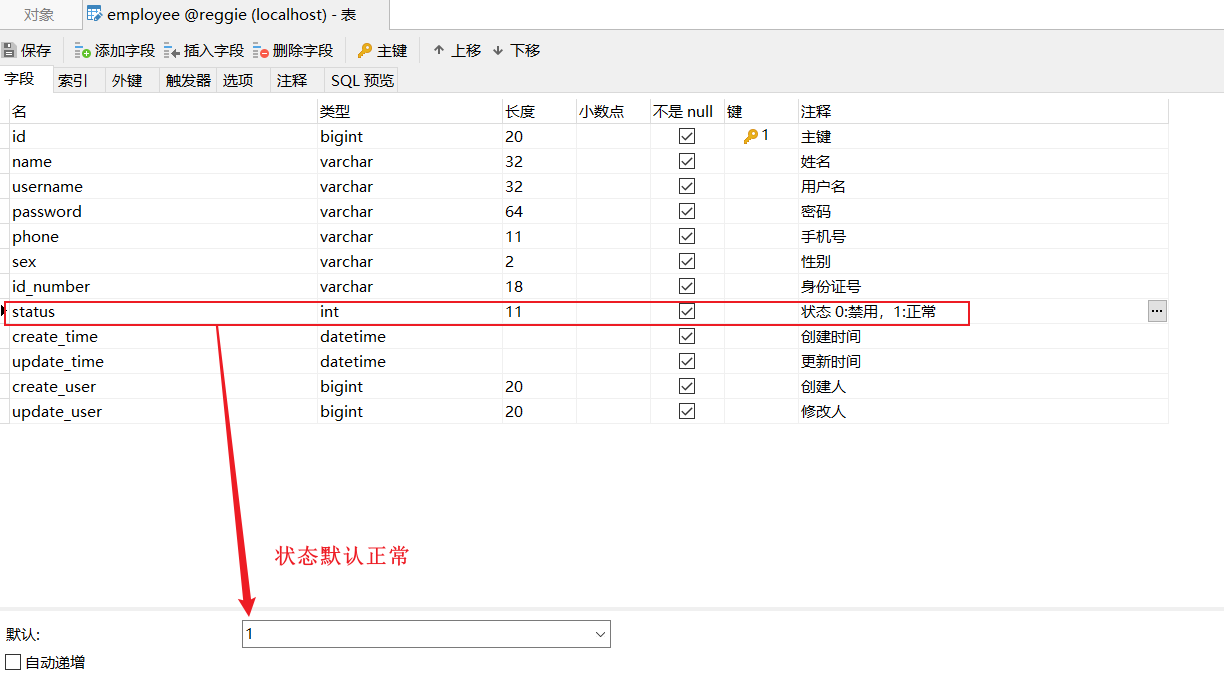 对象 employee @reggie (localhost) - 表
保存 添加字段 插入字段 删除字段 主键 上移 下移
字段 索引 外键 触发器 选项 注释 SQL 预览
名 类型 长度 小数点 不是 null 键 注释
id bigint 20 1 主键
name varchar 32 姓名
username varchar 32 用户名
password varchar 64 密码
phone varchar 11 手机号
sex varchar 2 性别
id_number varchar 18 身份证号
status int 11 状态 0:禁用，1:正常 ...
create_time datetime 创建时间
update_time datetime 更新时间
create_user bigint 20 创建人
update_user bigint 20 修改人
状态默认正常
默认: 1
自动递增